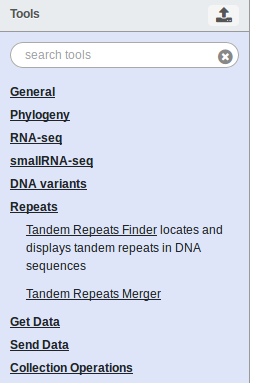 Tools
search tools
General
Phylogeny
RNA-seq
smallRNA-seq
DNA variants
Repeats
Tandem Repeats Finder locates and
displays tandem repeats in DNA
sequences
Tandem Repeats Merger
Get Data
Send Data
Collection Operations